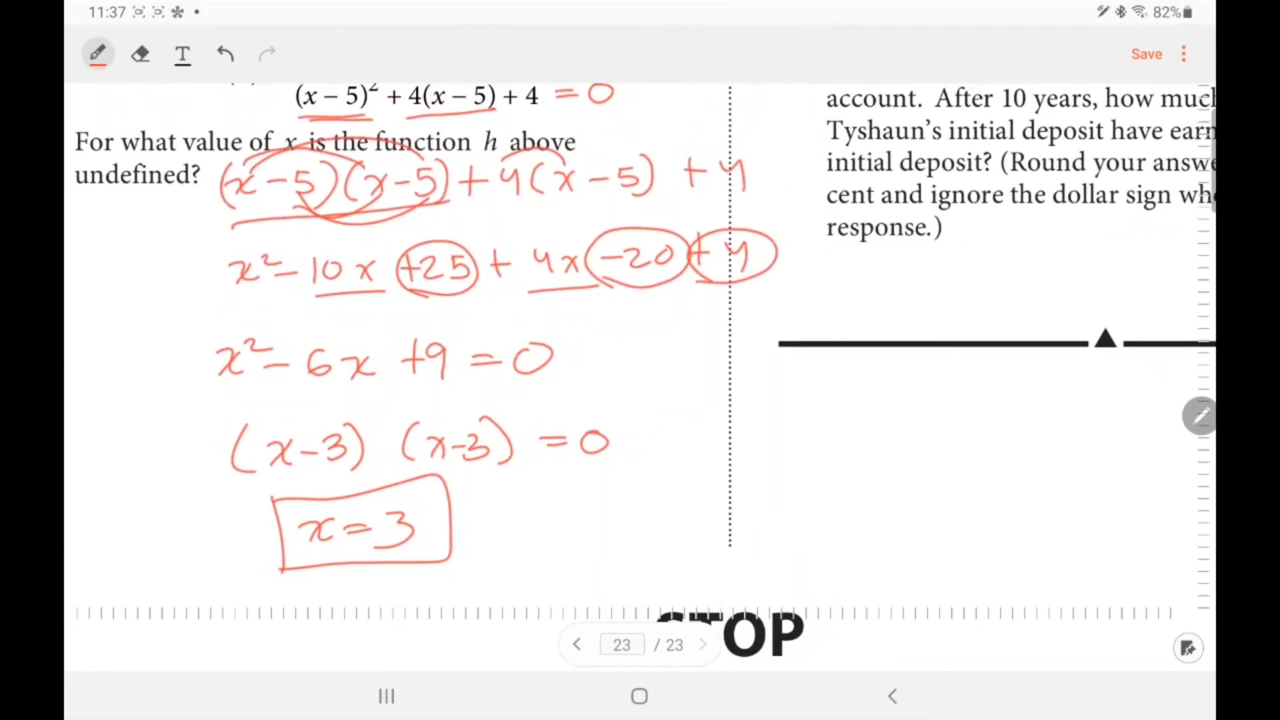 11:37
82%
T
Save
(x – 5)² + 4(x – 5) + 4 = 0
For what value of x is the function h above
undefined?
(x-5)(x-5) + 4(x-5) + 4
x² - 10x +25 + 4x -20 + 4
x² - 6x +9 = 0
(x-3) (x-3) = 0
x = 3
account. After 10 years, how much
Tyshaun's initial deposit have earn
initial deposit? (Round your answe
cent and ignore the dollar sign wh
response.)
STOP
23 / 23